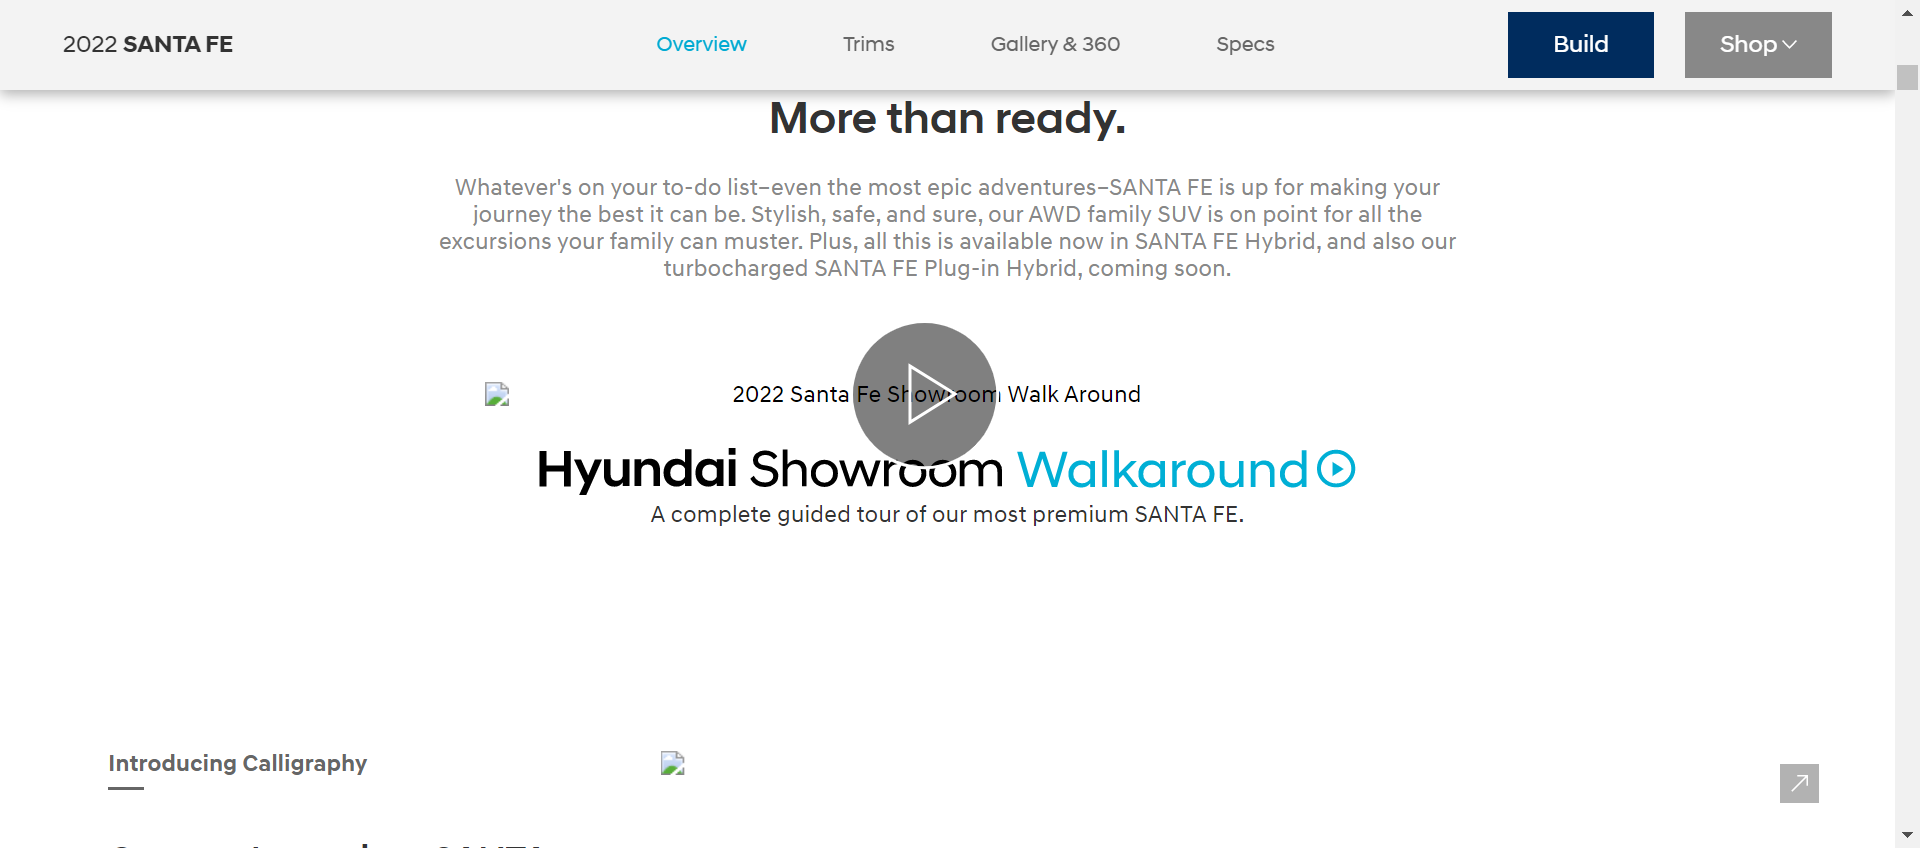 2022 SANTA FE
Overview
Trims
Gallery & 360
Specs
Build
Shop
More than ready.
Whatever's on your to-do list–even the most epic adventures–SANTA FE is up for making your
journey the best it can be. Stylish, safe, and sure, our AWD family SUV is on point for all the
excursions your family can muster. Plus, all this is available now in SANTA FE Hybrid, and also our
turbocharged SANTA FE Plug-in Hybrid, coming soon.
2022 Santa Fe Showroom Walk Around
Hyundai Showroom Walkaround
A complete guided tour of our most premium SANTA FE.
Introducing Calligraphy